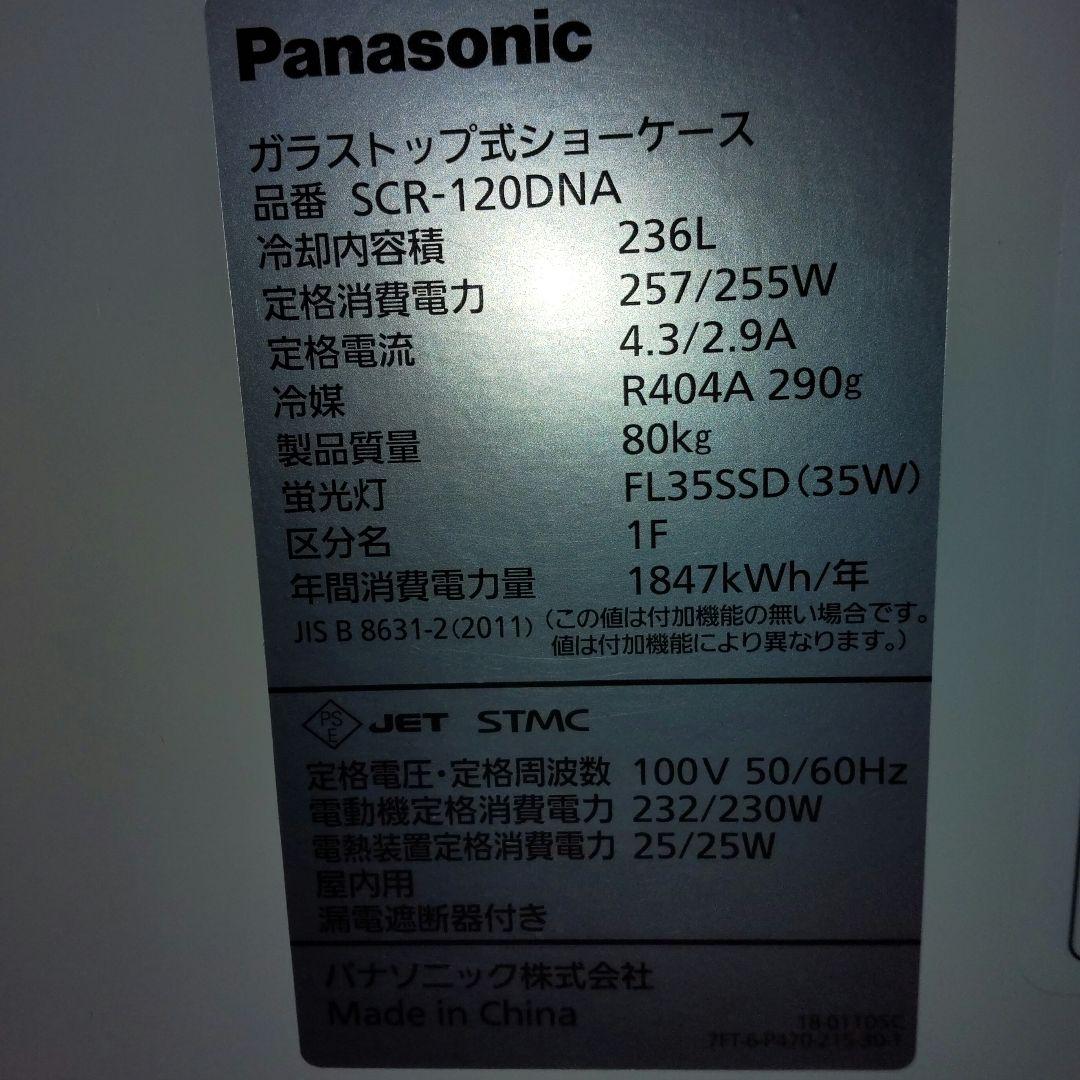 Panasonic
ガラストップ式ショーケース
品番 SCR-120DNA
冷却内容積 236L
定格消費電力 257/255W
定格電流 4.3/2.9A
冷媒 R404A 290g
製品質量 80kg
蛍光灯 FL35SSD(35W)
区分名 1F
年間消費電力量 1847kWh/年
JIS B 8631-2(2011)(この値は付加機能の無い場合です。
値は付加機能により異なります。)
PS
E
JET STMC
定格電圧・定格周波数 100V 50/60Hz
電動機定格消費電力 232/230W
電熱装置定格消費電力 25/25W
屋内用
漏電遮断器付き
パナソニック株式会社
Made in China